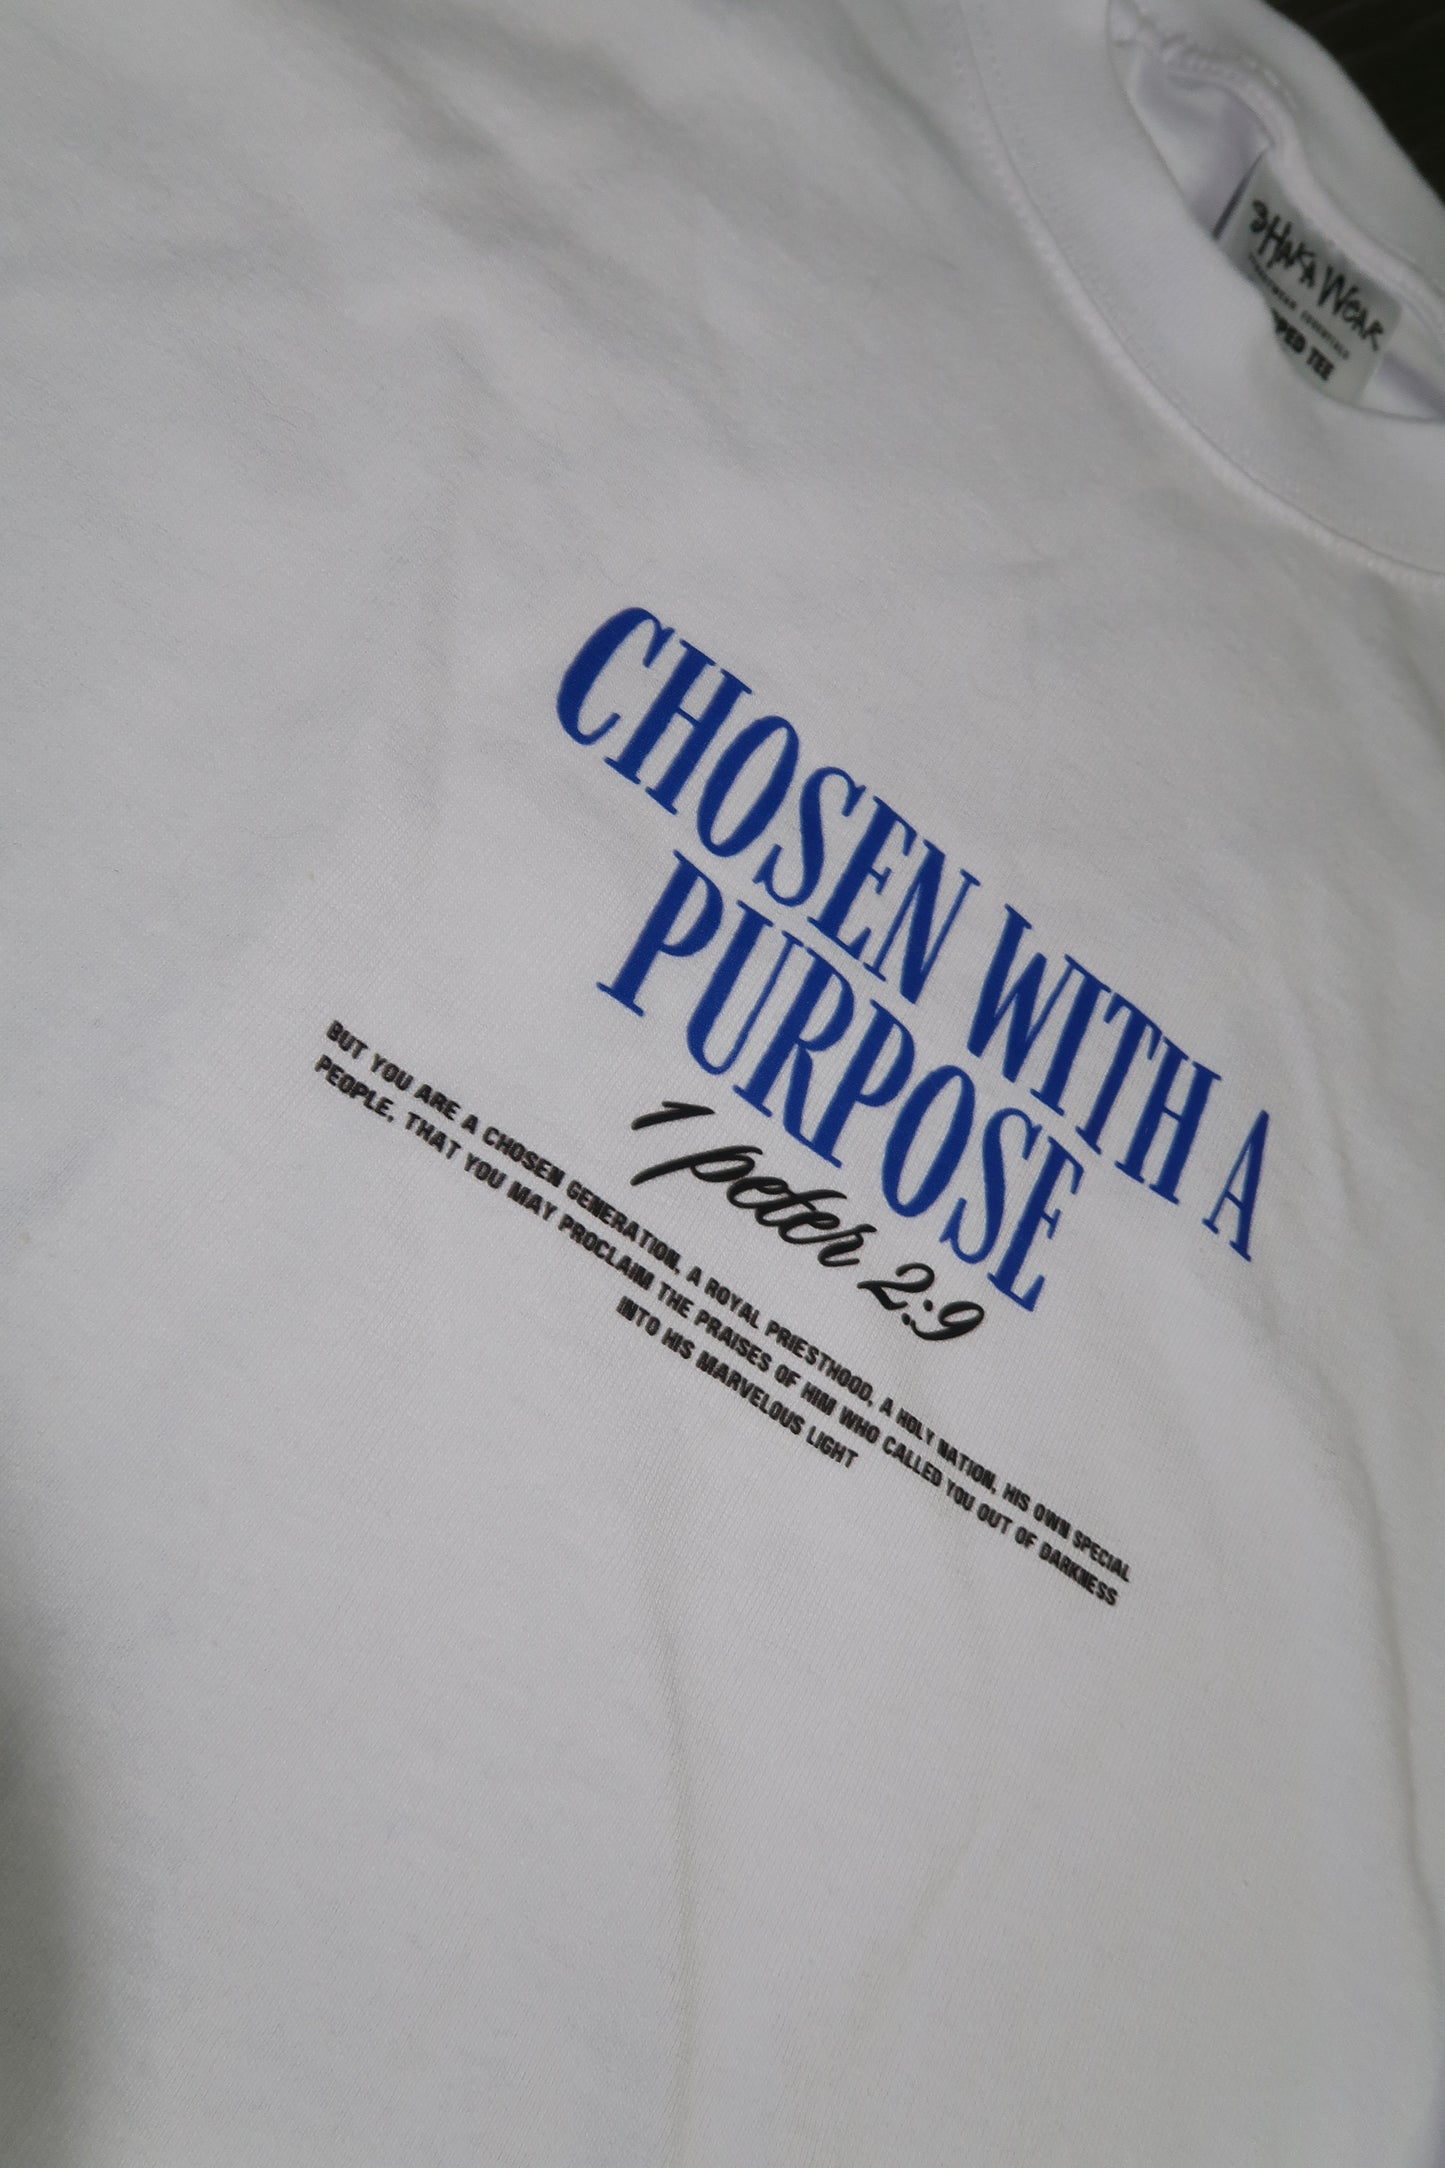 WEAR
TEE
CHOSEN WITH A
PURPOSE
1 peter 2:9
BUT YOU ARE A CHOSEN GENERATION, A ROYAL PRIESTHOOD, A HOLY NATION, HIS OWN SPECIAL
PEOPLE, THAT YOU MAY PROCLAIM THE PRAISES OF HIM WHO CALLED YOU OUT OF DARKNESS
INTO HIS MARVELOUS LIGHT